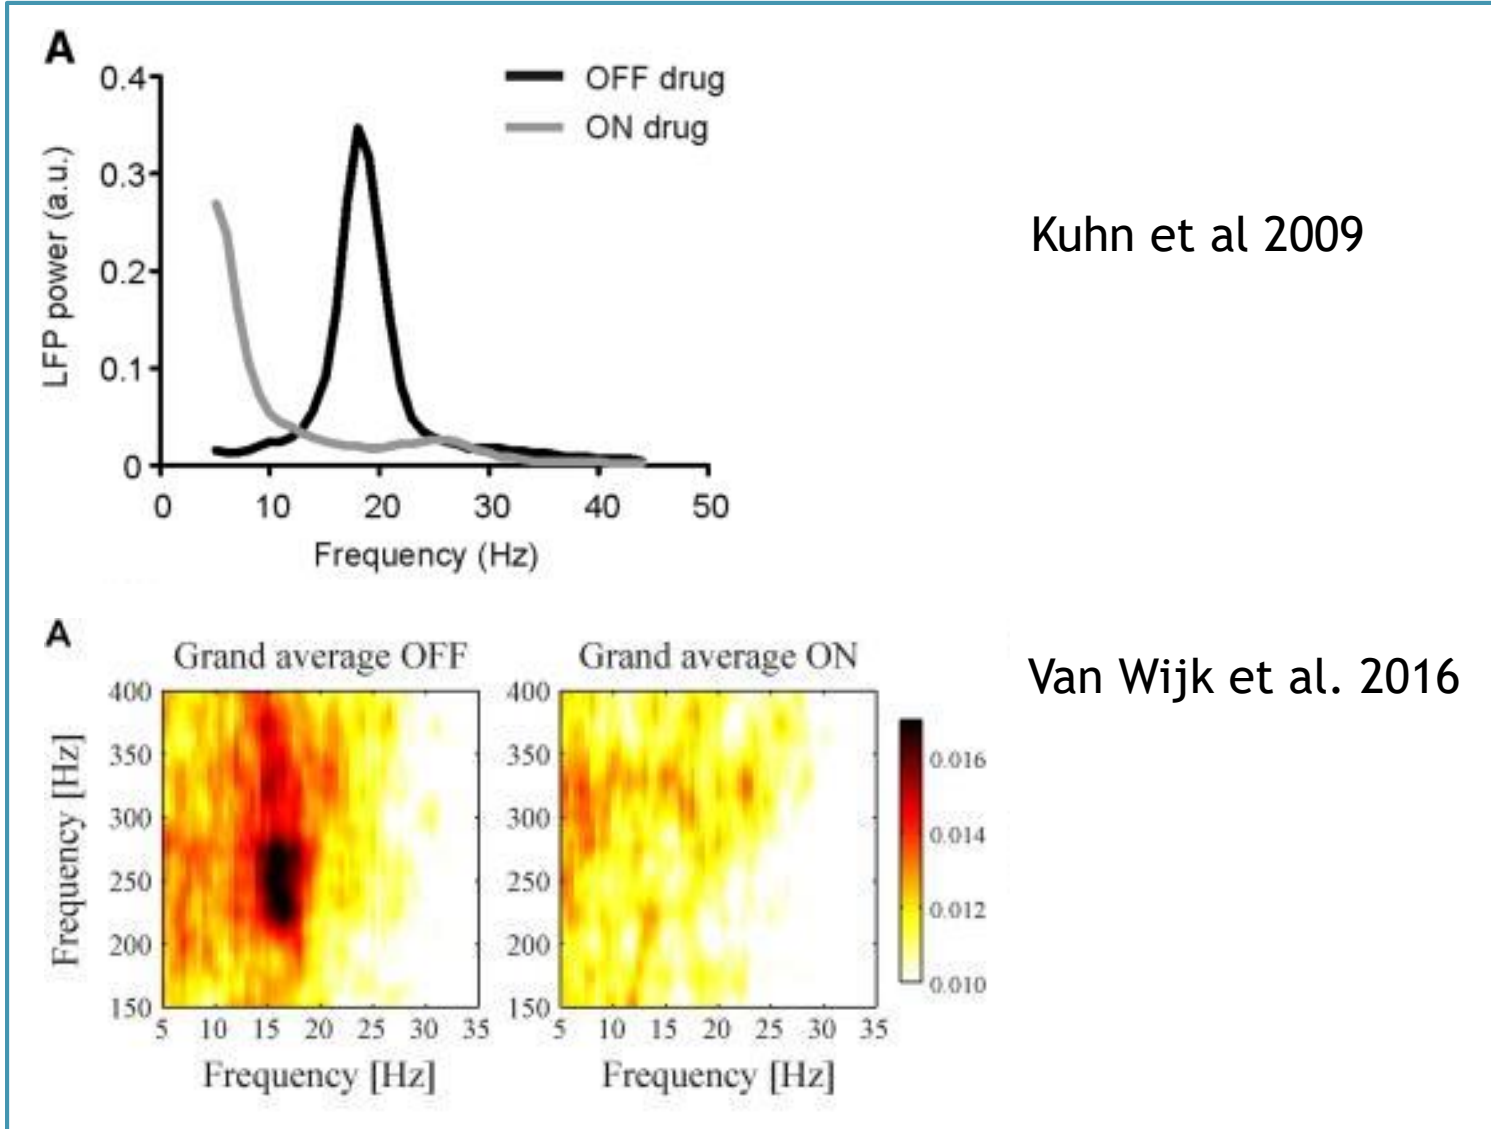 A
OFF drug
ON drug
0.4
0.3
0.2
0.1
0
LFP power (a.u.)
0 10 20 30 40 50
Frequency (Hz)
Kuhn et al 2009
A
Grand average OFF
Grand average ON
Van Wijk et al. 2016
400
350
300
250
200
150
Frequency [Hz]
5 10 15 20 25 30 35
Frequency [Hz]
400
350
300
250
200
150
5 10 15 20 25 30 35
Frequency [Hz]
0.016
0.014
0.012
0.010